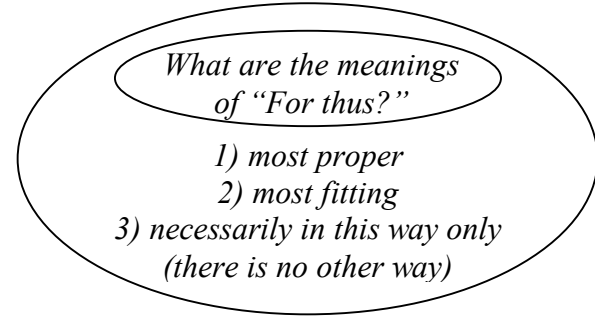 What are the meanings
of “For thus?”
1) most proper
2) most fitting
3) necessarily in this way only
(there is no other way)